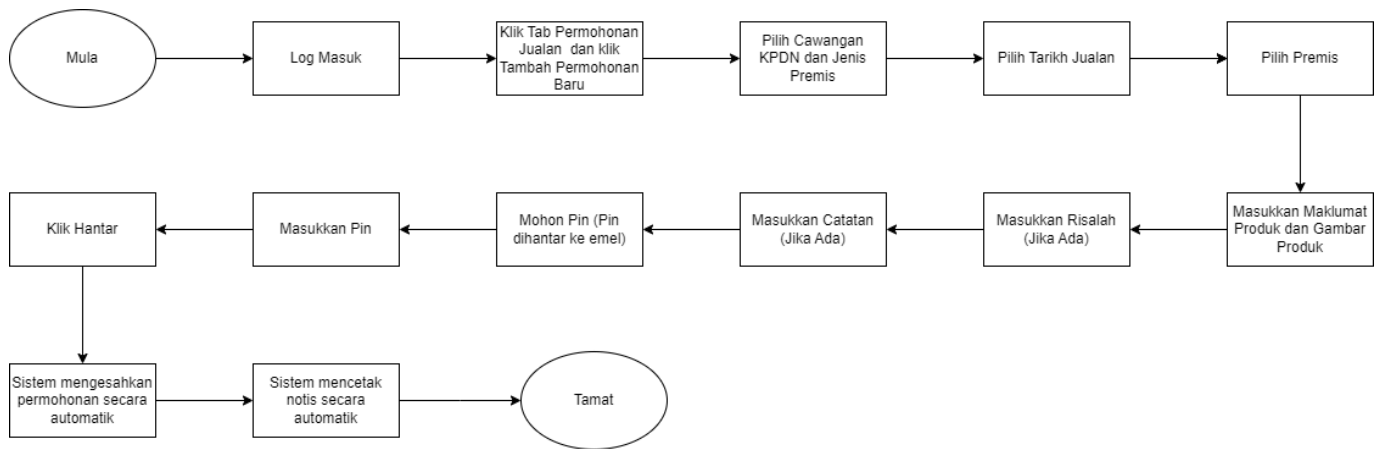 Mula
Log Masuk
Klik Tab Permohonan
Jualan dan klik
Tambah Permohonan
Baru
Pilih Cawangan
KPDN dan Jenis
Premis
Pilih Tarikh Jualan
Pilih Premis
Masukkan Maklumat
Produk dan Gambar
Produk
Masukkan Risalah
(Jika Ada)
Masukkan Catatan
(Jika Ada)
Mohon Pin (Pin
dihantar ke emel)
Masukkan Pin
Klik Hantar
Sistem mengesahkan
permohonan secara
automatik
Sistem mencetak
notis secara
automatik
Tamat